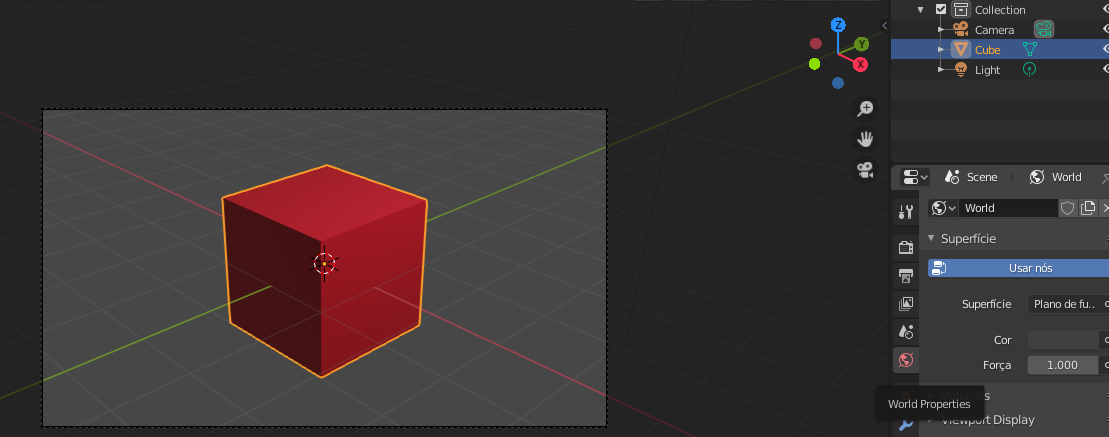 Collection
Camera
Cube
Light
Z
Y
X
Scene
World
World
Superfície
Usar nós
Superfície
Plano de fu..
Cor
Força
1.000
World Properties
Viewport Display